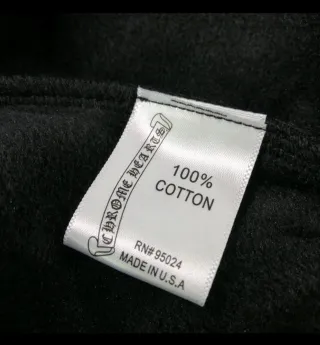 CHROME HEARTS
100%
COTTON
RN# 95024
MADE IN U.S.A